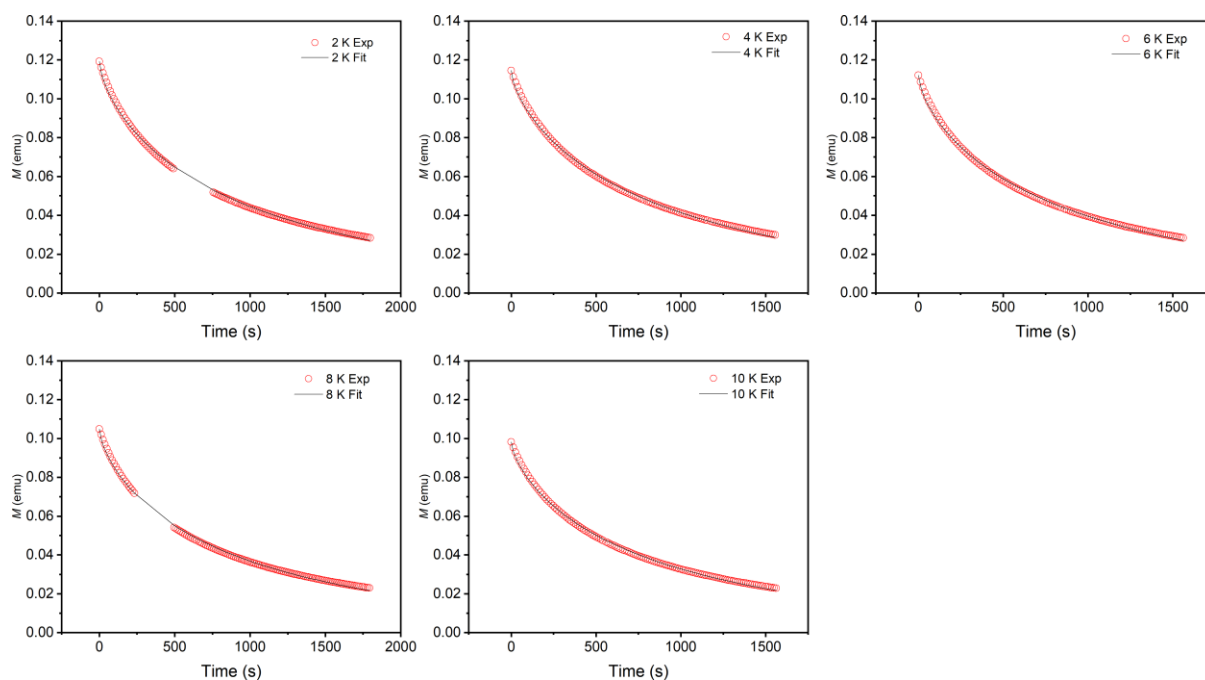 0.14
0.12
0.10
0.08
0.06
0.04
0.02
0.00
M (emu)
2 K Exp
2 K Fit
0 500 1000 1500 2000
Time (s)
0.14
0.12
0.10
0.08
0.06
0.04
0.02
0.00
M (emu)
4 K Exp
4 K Fit
0 500 1000 1500
Time (s)
0.14
0.12
0.10
0.08
0.06
0.04
0.02
0.00
M (emu)
6 K Exp
6 K Fit
0 500 1000 1500
Time (s)
0.14
0.12
0.10
0.08
0.06
0.04
0.02
0.00
M (emu)
8 K Exp
8 K Fit
0 500 1000 1500 2000
Time (s)
0.14
0.12
0.10
0.08
0.06
0.04
0.02
0.00
M (emu)
10 K Exp
10 K Fit
0 500 1000 1500
Time (s)